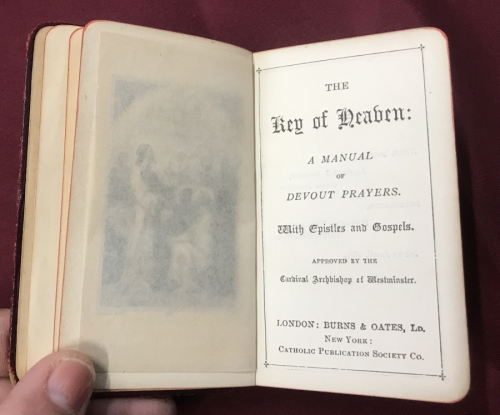 THE
Key of Heaven:
A MANUAL
OF
DEVOUT PRAYERS.
With Epistles and Gospels.
APPROVED BY THE
Cardinal Archbishop of Westminster.
LONDON: BURNS & OATES, LD.
NEW YORK:
CATHOLIC PUBLICATION SOCIETY CO.